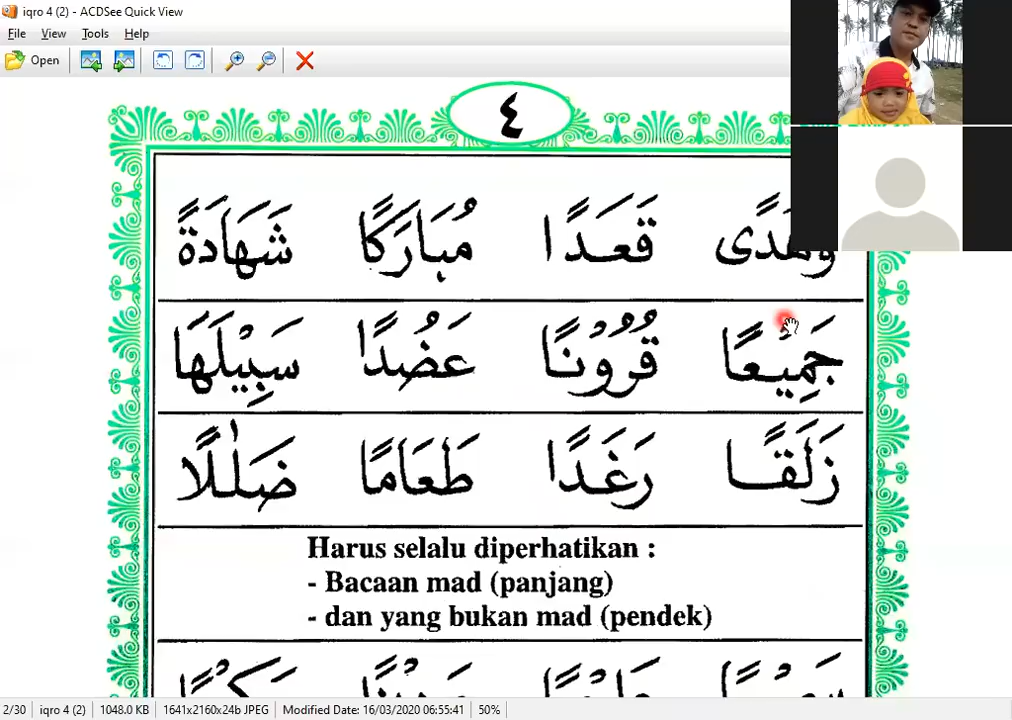 iqro 4 (2) - ACDSee Quick View
File View Tools Help
Open
٤
وَهُدًى قَعَدًا مُبَارَكًا شَهَادَةً
جَمِيْعًا قُرُوْنًا عَضُدًا سَبِيْلَهَا
زَلَقًا رَغَدًا طَعَامًا ضَلٰلًا
Harus selalu diperhatikan :
- Bacaan mad (panjang)
- dan yang bukan mad (pendek)
2/30 iqro 4 (2) 1048.0 KB 1641x2160x24b JPEG Modified Date: 16/03/2020 06:55:41 50%